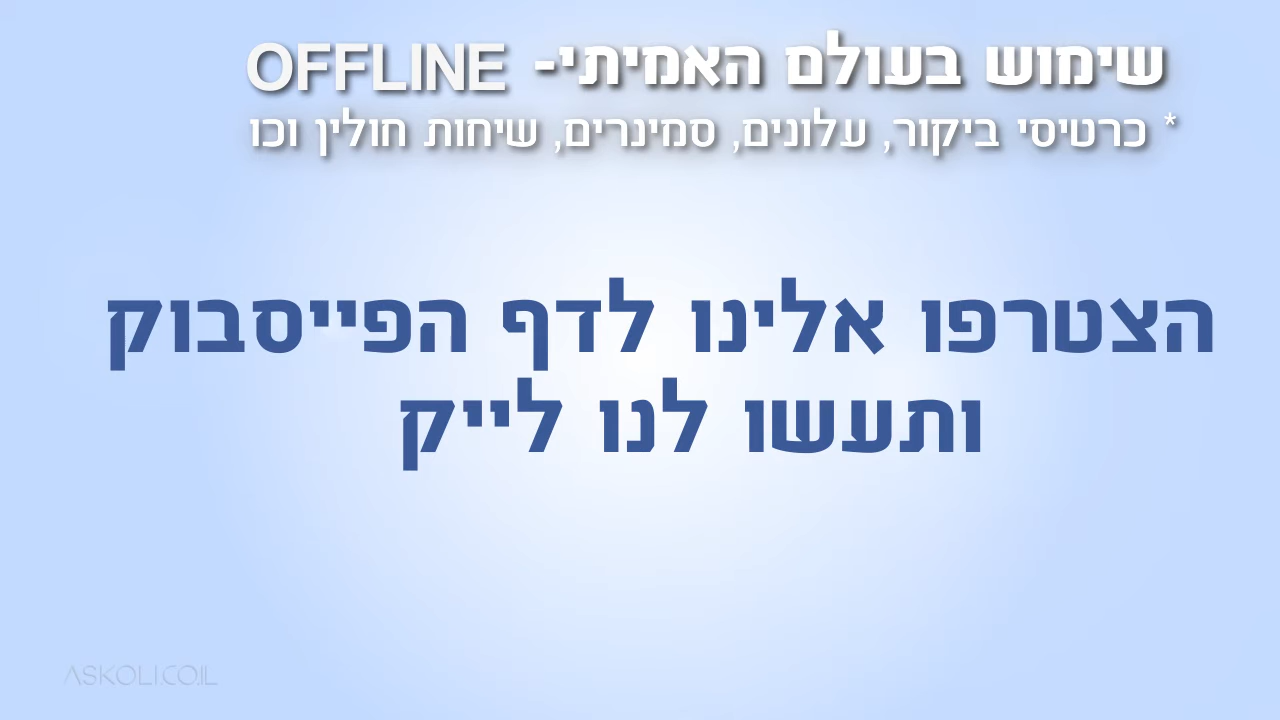 שימוש בעולם האמיתי- OFFLINE
* כרטיסי ביקור, עלונים, סמינרים, שיחות חולין וכו
הצטרפו אלינו לדף הפייסבוק
ותעשו לנו לייק
ASKOLI.CO.IL